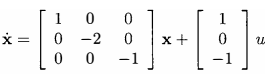 ẋ = [ 1 0 0 ; 0 −2 0 ; 0 0 −1 ] x + [ 1 ; 0 ; −1 ] u